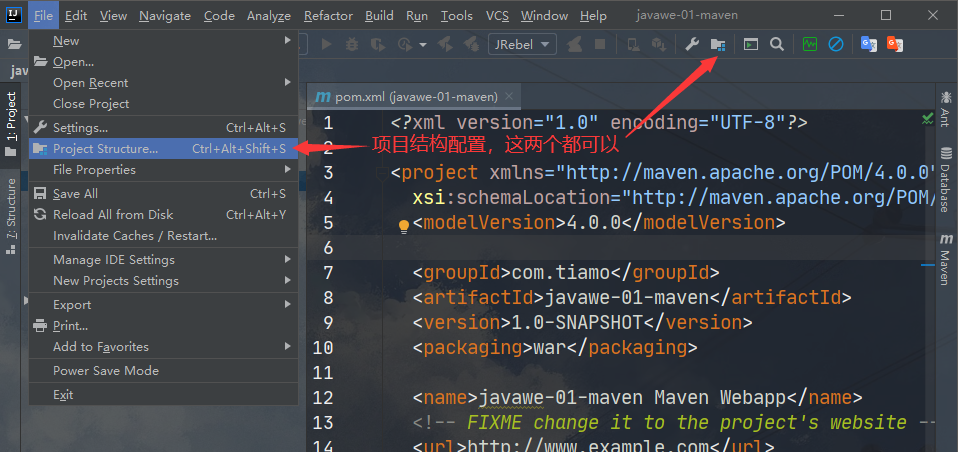 IJ File Edit View Navigate Code Analyze Refactor Build Run Tools VCS Window Help javawe-01-maven
JRebel
jav
New
Open...
Open Recent
Close Project
Settings... Ctrl+Alt+S
Project Structure... Ctrl+Alt+Shift+S
File Properties
Save All Ctrl+S
Reload All from Disk Ctrl+Alt+Y
Invalidate Caches / Restart...
Manage IDE Settings
New Projects Settings
Export
Print...
Add to Favorites
Power Save Mode
Exit
1: Project
7: Structure
项目结构配置，这两个都可以
m pom.xml (javawe-01-maven)
1 <?xml version="1.0" encoding="UTF-8"?>
2
3 <project xmlns="http://maven.apache.org/POM/4.0.0"
4 xsi:schemaLocation="http://maven.apache.org/POM/
5 <modelVersion>4.0.0</modelVersion>
6
7 <groupId>com.tiamo</groupId>
8 <artifactId>javawe-01-maven</artifactId>
9 <version>1.0-SNAPSHOT</version>
10 <packaging>war</packaging>
11
12 <name>javawe-01-maven Maven Webapp</name>
13 <!-- FIXME change it to the project's website --
14 <url>http://www.example.com</url>
Ant
Database
m Maven